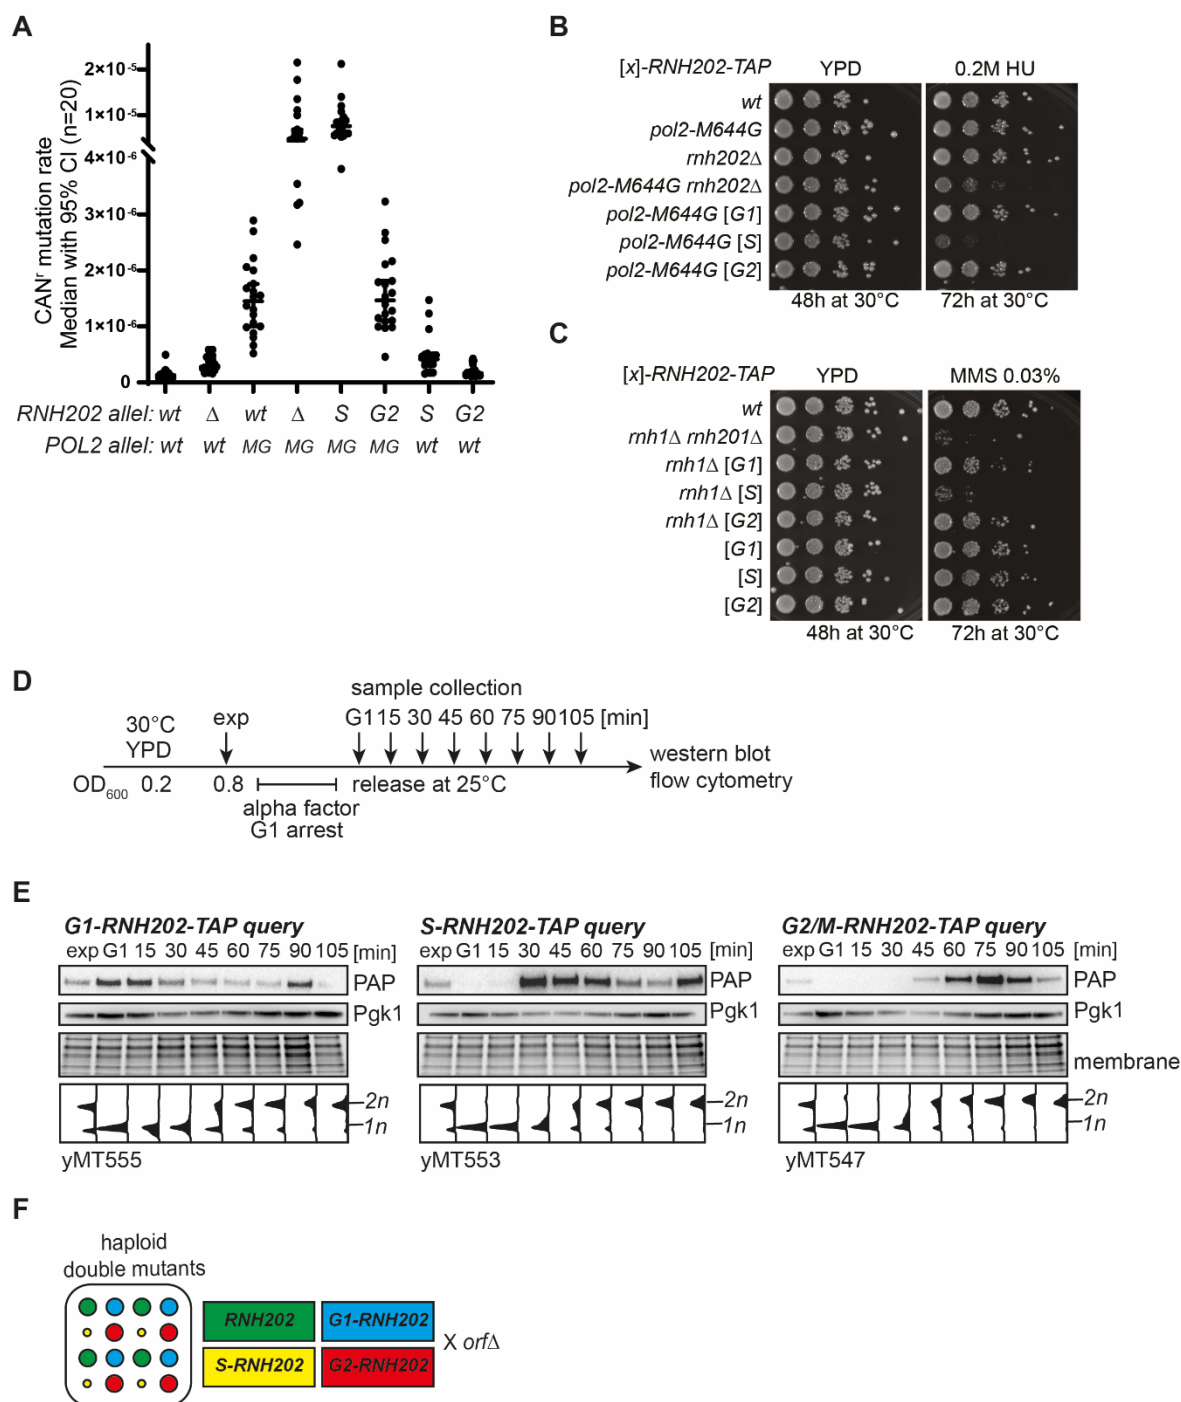 A
CANʳ mutation rate
Median with 95% CI (n=20)
2×10⁻⁵
1×10⁻⁵
4×10⁻⁶
3×10⁻⁶
2×10⁻⁶
1×10⁻⁶
0
RNH202 allel: wt Δ wt Δ S G2 S G2
POL2 allel: wt wt MG MG MG MG wt wt
B
[x]-RNH202-TAP YPD 0.2M HU
wt
pol2-M644G
rnh202Δ
pol2-M644G rnh202Δ
pol2-M644G [G1]
pol2-M644G [S]
pol2-M644G [G2]
48h at 30°C 72h at 30°C
C
[x]-RNH202-TAP YPD MMS 0.03%
wt
rnh1Δ rnh201Δ
rnh1Δ [G1]
rnh1Δ [S]
rnh1Δ [G2]
[G1]
[S]
[G2]
48h at 30°C 72h at 30°C
D
sample collection
30°C exp G1 15 30 45 60 75 90 105 [min]
YPD
western blot
flow cytometry
OD₆₀₀ 0.2 0.8 release at 25°C
alpha factor
G1 arrest
E
G1-RNH202-TAP query
exp G1 15 30 45 60 75 90 105 [min]
PAP
Pgk1
yMT555
S-RNH202-TAP query
exp G1 15 30 45 60 75 90 105 [min]
PAP
Pgk1
2n
1n
yMT553
G2/M-RNH202-TAP query
exp G1 15 30 45 60 75 90 105 [min]
PAP
Pgk1
membrane
2n
1n
2n
1n
yMT547
F
haploid
double mutants
RNH202 G1-RNH202
S-RNH202 G2-RNH202
X orfΔ